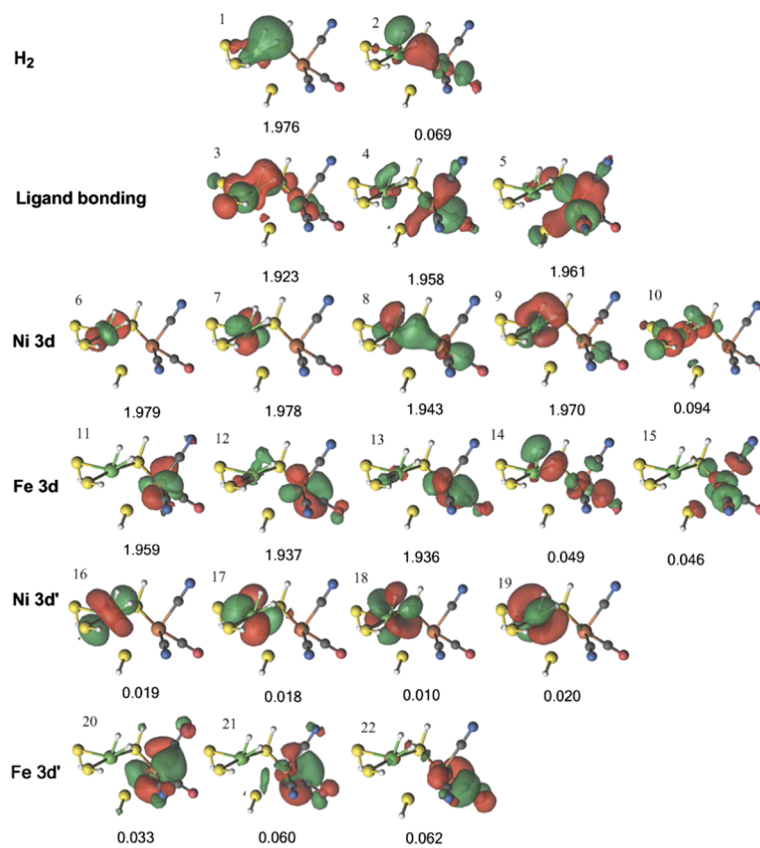 1 2
H2
1.976 0.069
3 4 5
Ligand bonding
1.923 1.958 1.961
6 7 8 9 10
Ni 3d
1.979 1.978 1.943 1.970 0.094
11 12 13 14 15
Fe 3d
1.959 1.937 1.936 0.049 0.046
16 17 18 19
Ni 3d'
0.019 0.018 0.010 0.020
20 21 22
Fe 3d'
0.033 0.060 0.062